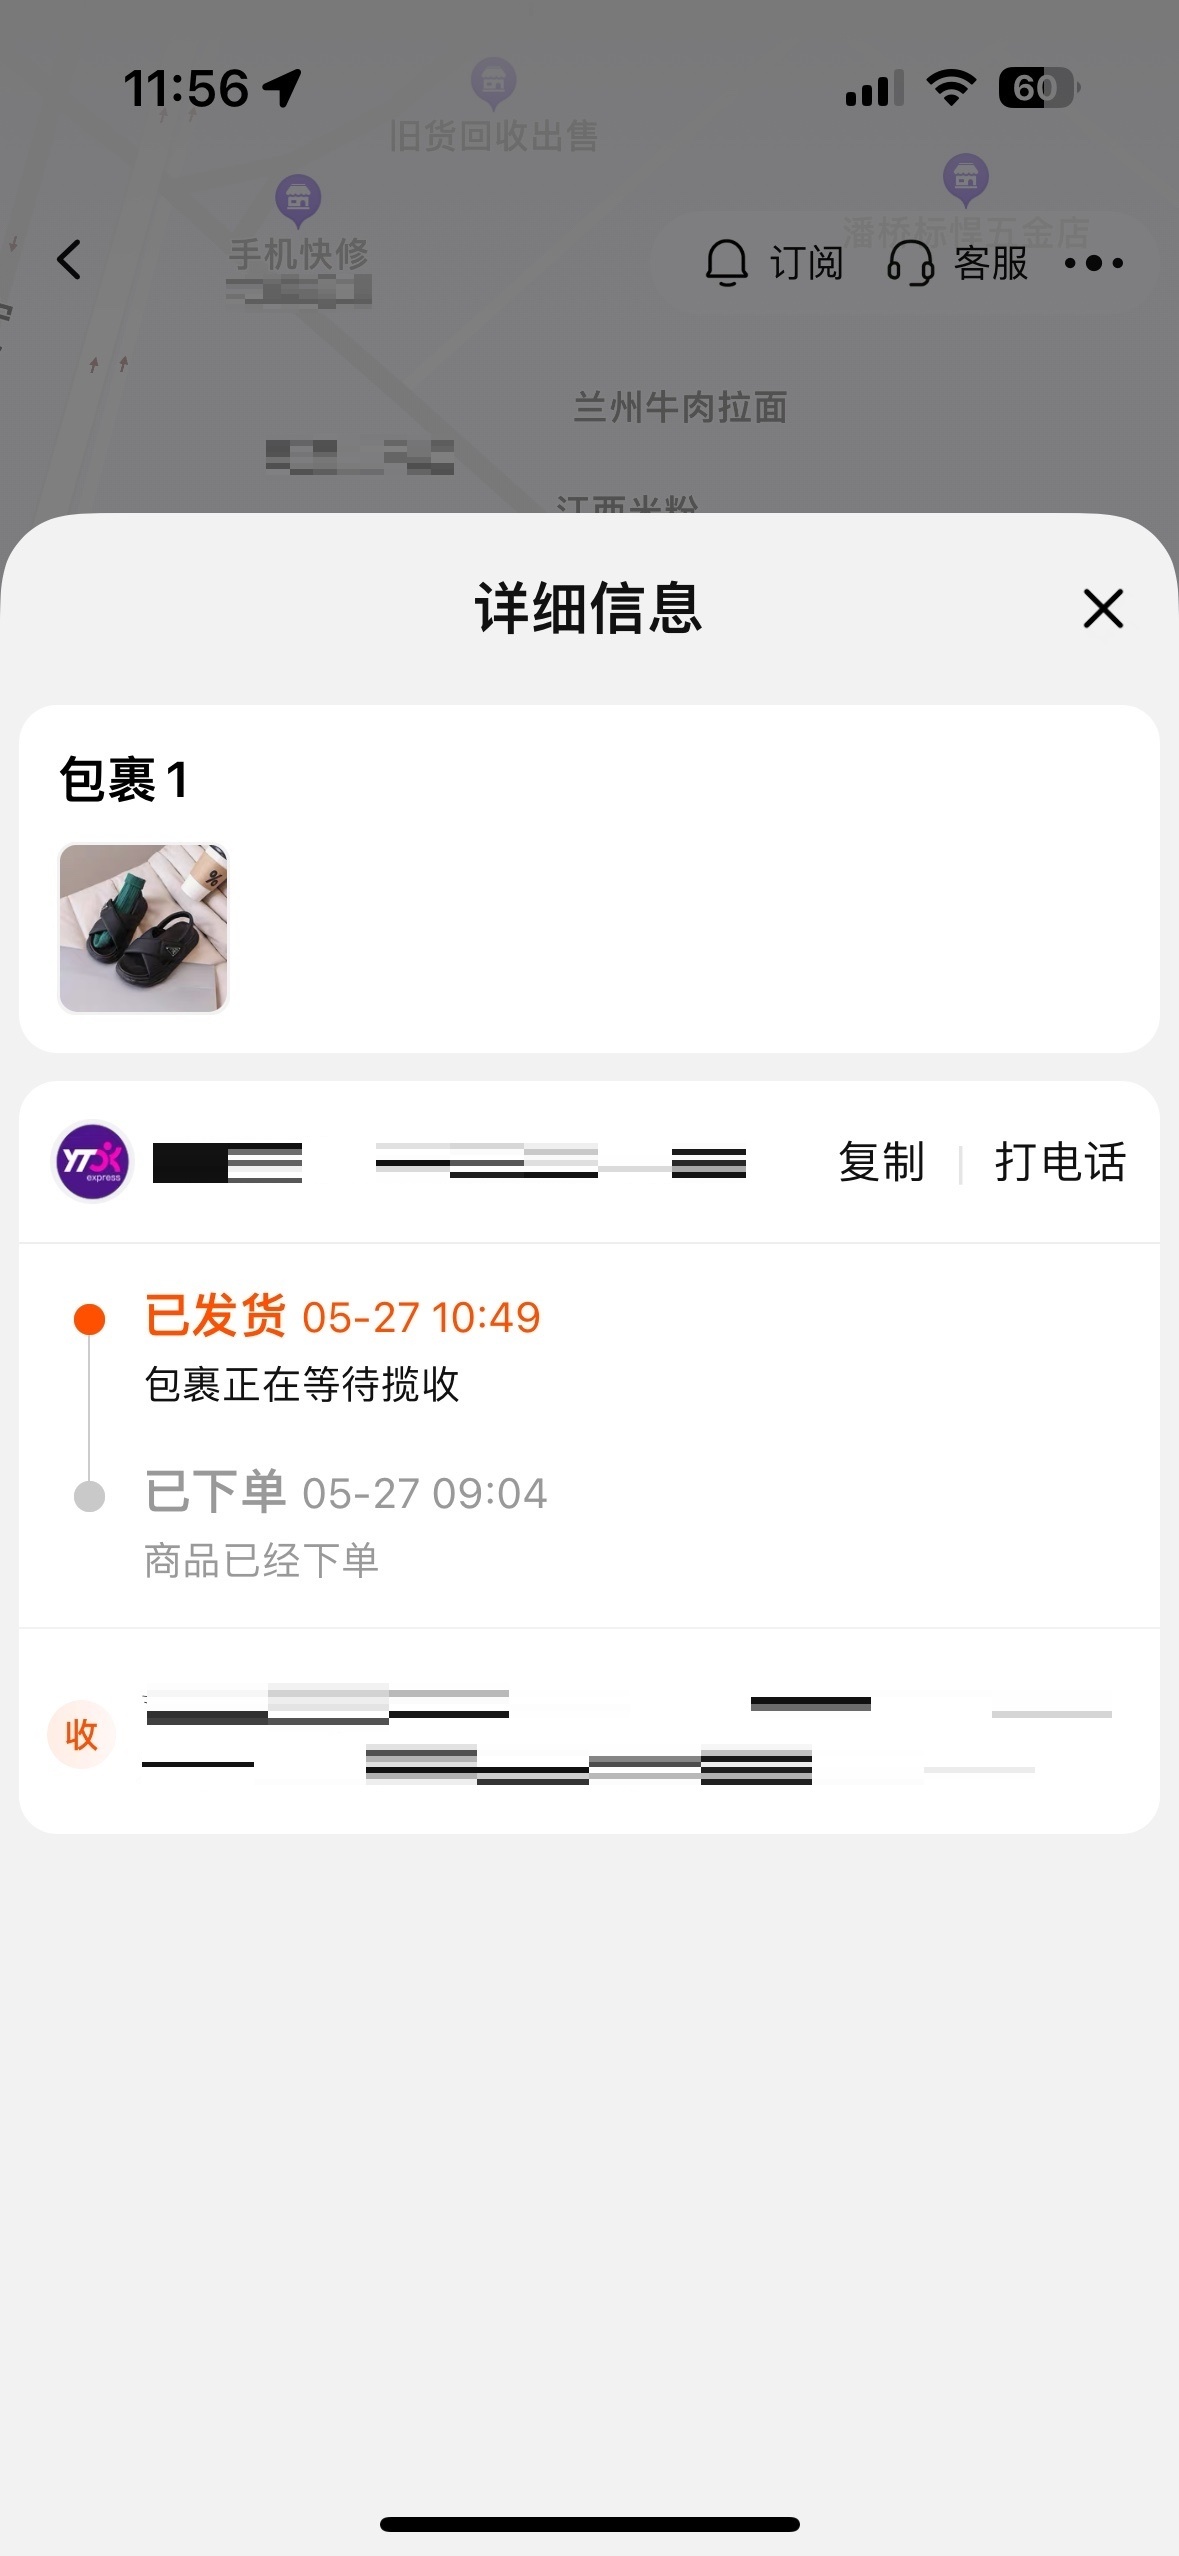 11:56
60
旧货回收出售
手机快修
潘桥标惺五金店
订阅 客服
兰州牛肉拉面
江西米粉
详细信息
包裹 1
%
YTO express
复制 | 打电话
已发货 05-27 10:49
包裹正在等待揽收
已下单 05-27 09:04
商品已经下单
收